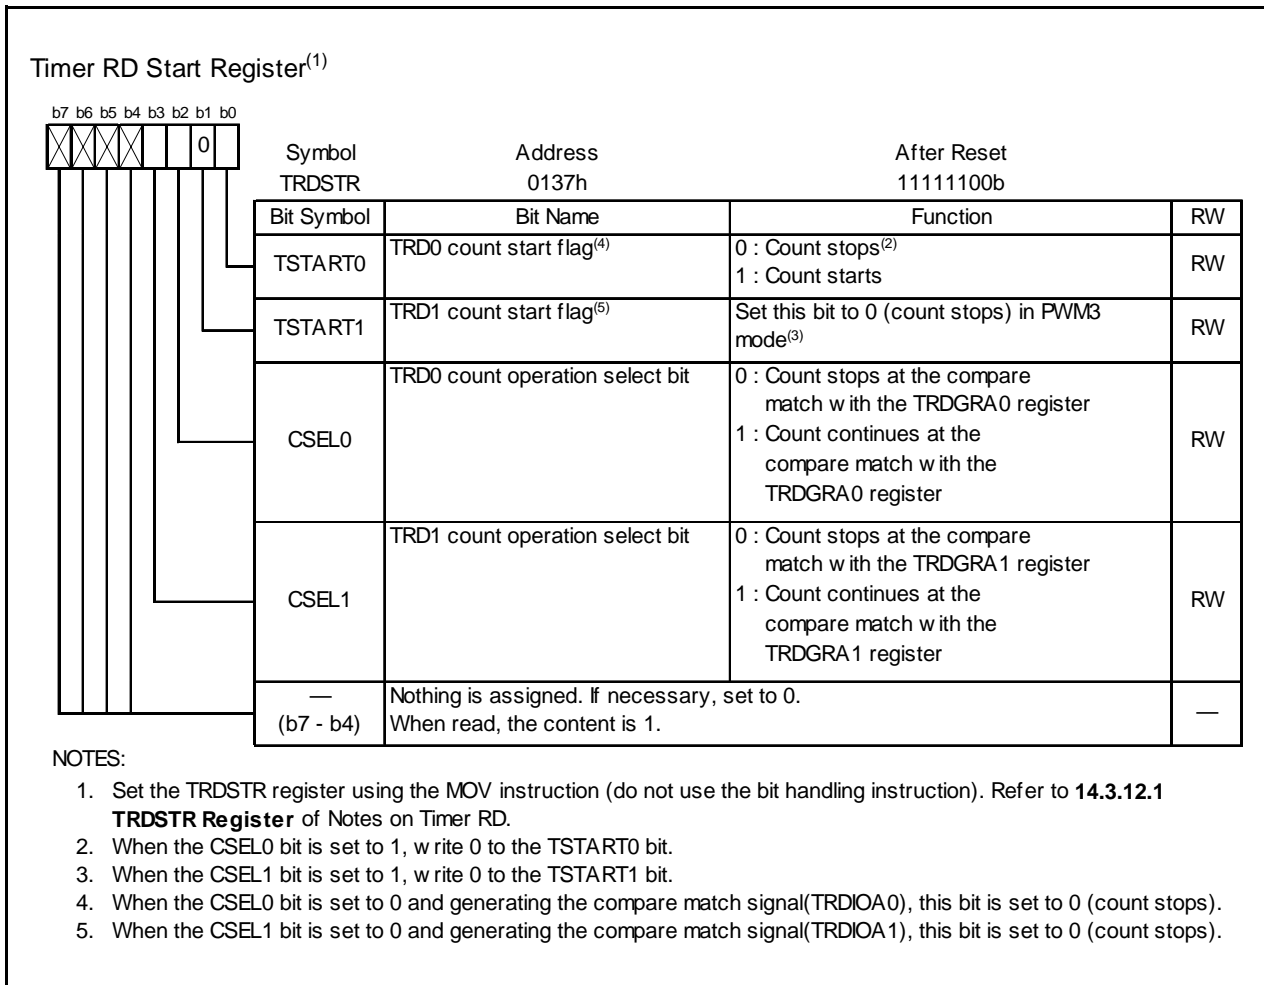 Timer RD Start Register(1)
b7 b6 b5 b4 b3 b2 b1 b0
0
Symbol Address After Reset
TRDSTR 0137h 11111100b
Bit Symbol Bit Name Function RW
TSTART0 TRD0 count start flag(4) 0 : Count stops(2) RW
1 : Count starts
TSTART1 TRD1 count start flag(5) Set this bit to 0 (count stops) in PWM3 RW
mode(3)
CSEL0 TRD0 count operation select bit 0 : Count stops at the compare RW
match with the TRDGRA0 register
1 : Count continues at the
compare match with the
TRDGRA0 register
CSEL1 TRD1 count operation select bit 0 : Count stops at the compare RW
match with the TRDGRA1 register
1 : Count continues at the
compare match with the
TRDGRA1 register
— Nothing is assigned. If necessary, set to 0. —
(b7 - b4) When read, the content is 1.
NOTES:
1. Set the TRDSTR register using the MOV instruction (do not use the bit handling instruction). Refer to 14.3.12.1
TRDSTR Register of Notes on Timer RD.
2. When the CSEL0 bit is set to 1, write 0 to the TSTART0 bit.
3. When the CSEL1 bit is set to 1, write 0 to the TSTART1 bit.
4. When the CSEL0 bit is set to 0 and generating the compare match signal(TRDIOA0), this bit is set to 0 (count stops).
5. When the CSEL1 bit is set to 0 and generating the compare match signal(TRDIOA1), this bit is set to 0 (count stops).